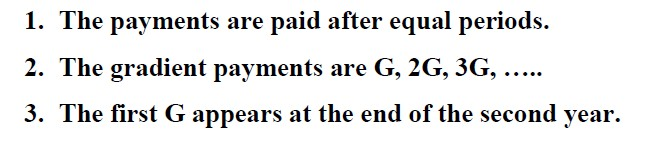 1. The payments are paid after equal periods.
2. The gradient payments are G, 2G, 3G, …..
3. The first G appears at the end of the second year.